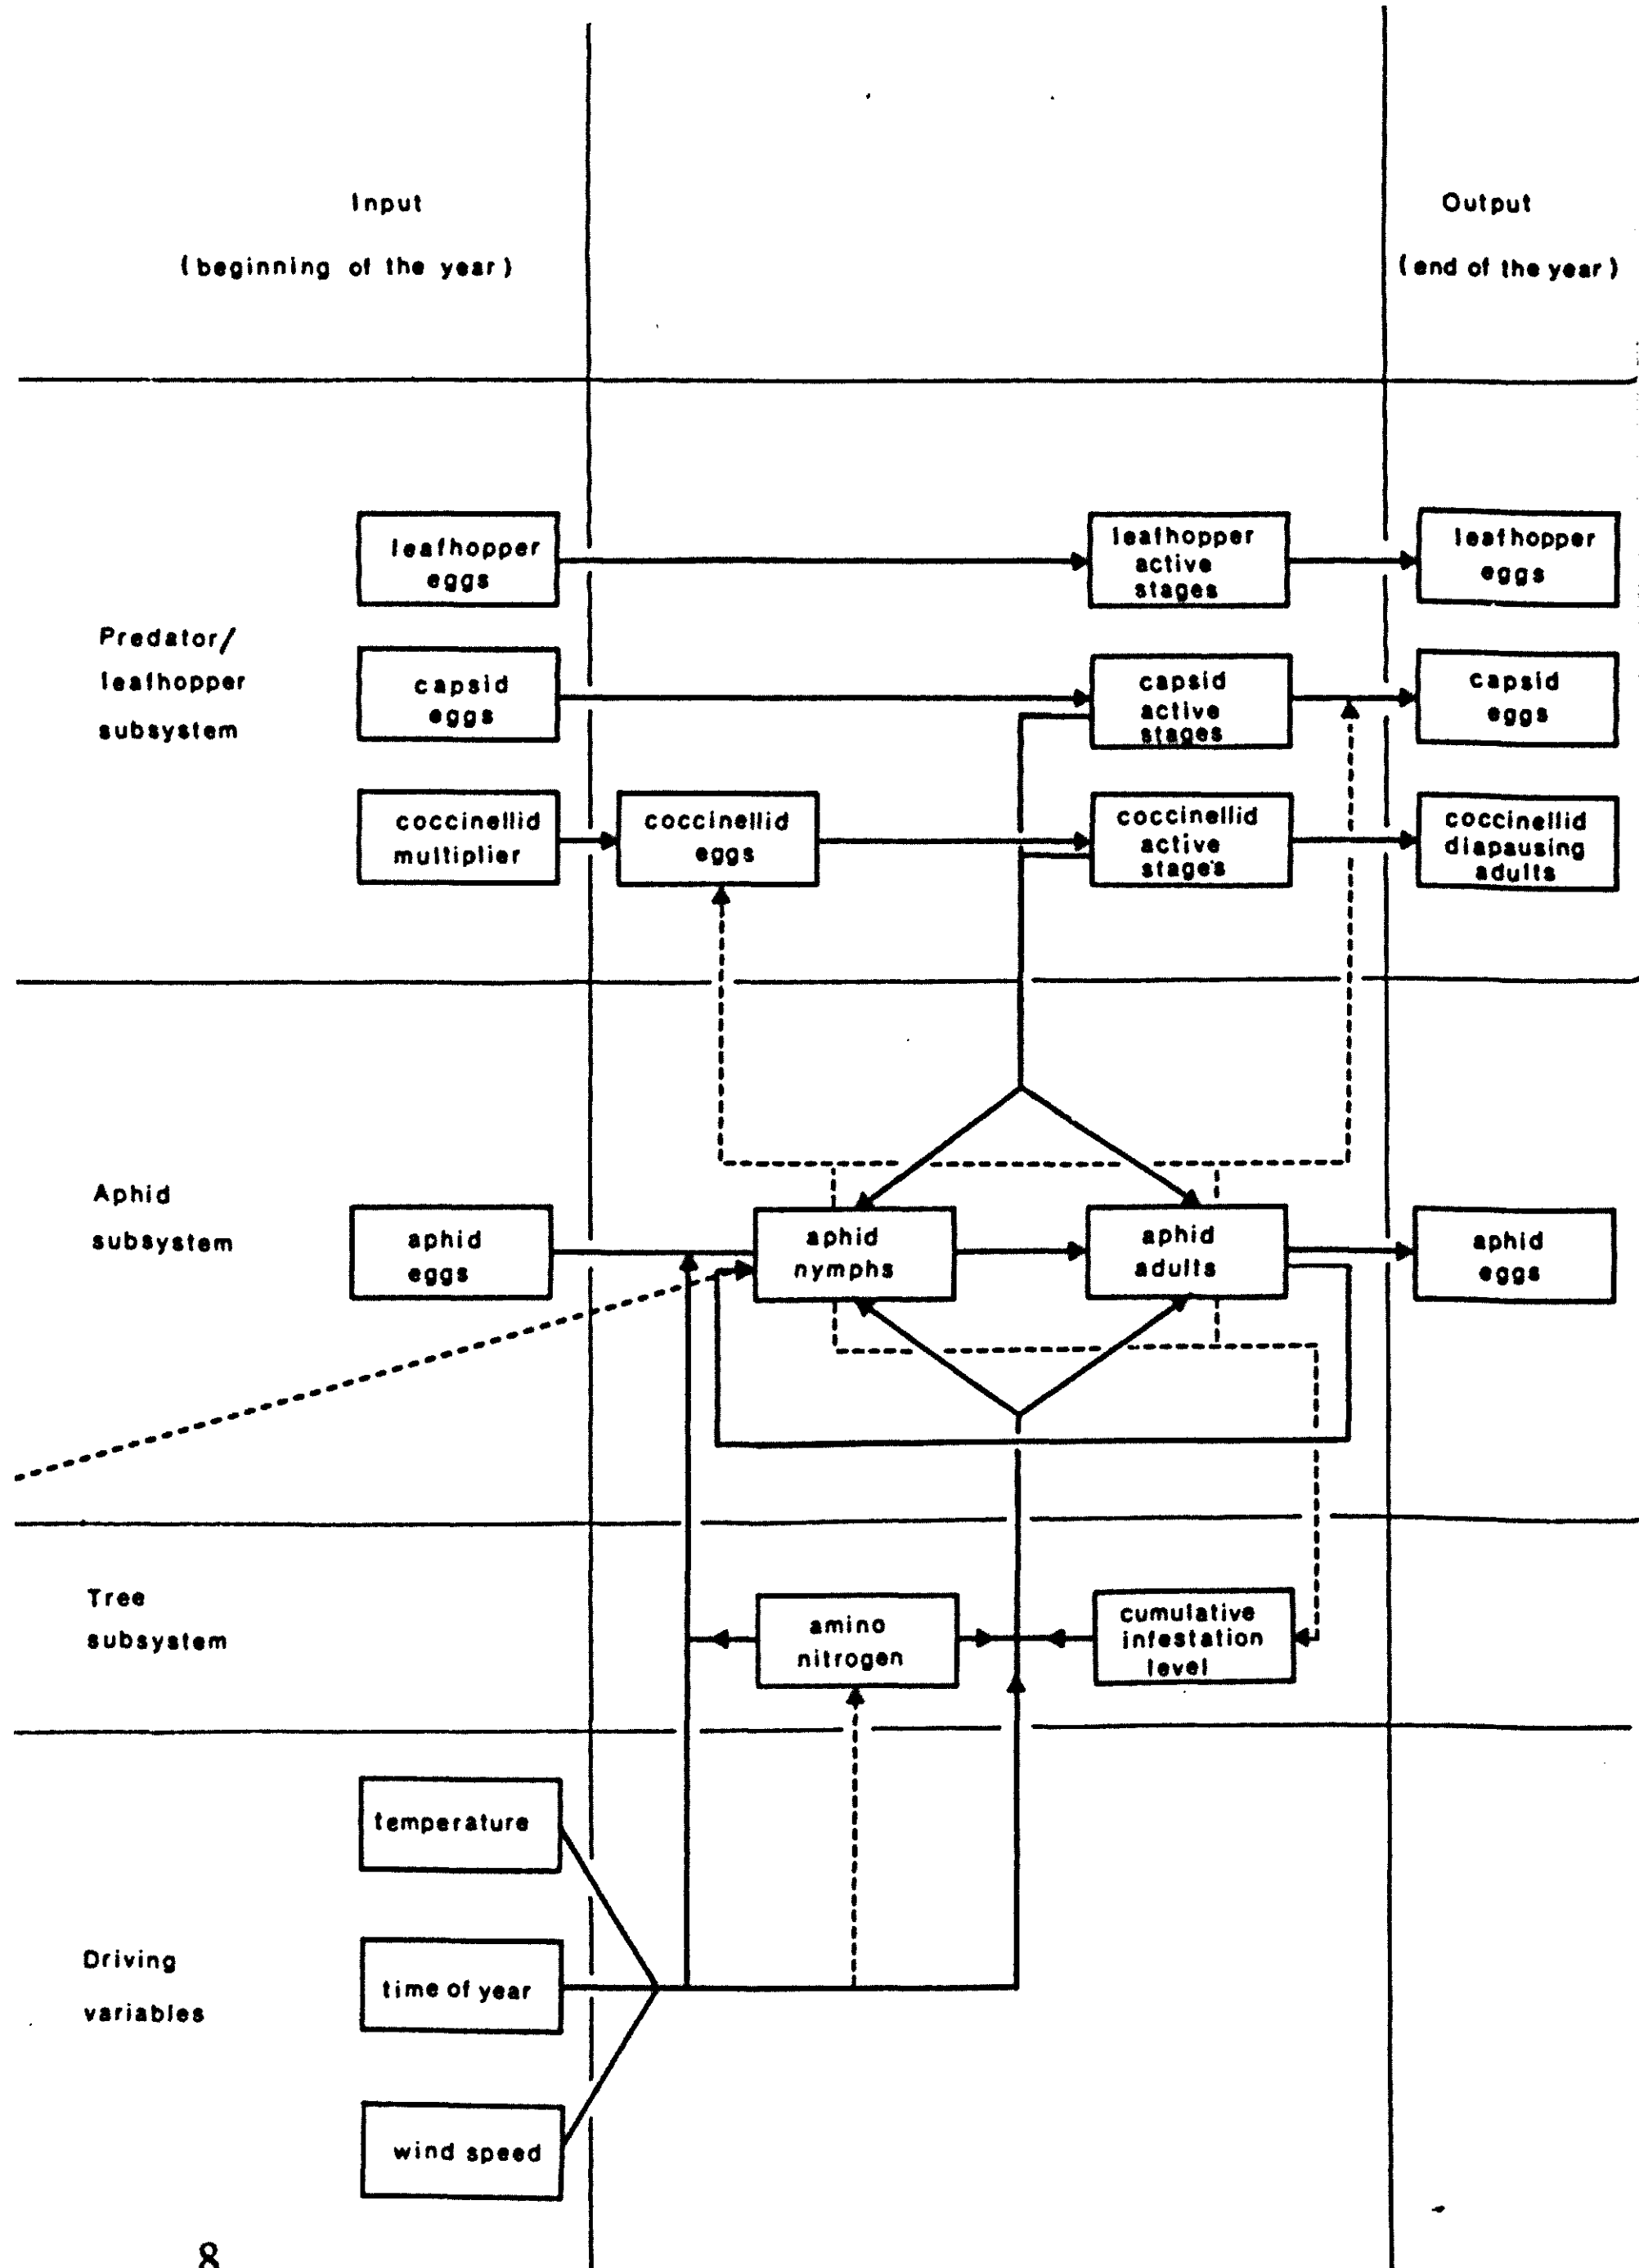 Input
(beginning of the year)
Output
(end of the year)
Predator/
leafhopper
subsystem
leafhopper
eggs
leafhopper
active
stages
leafhopper
eggs
capsid
eggs
capsid
active
stages
capsid
eggs
coccinellid
multiplier
coccinellid
eggs
coccinellid
active
stages
coccinellid
diapausing
adults
Aphid
subsystem
aphid
eggs
aphid
nymphs
aphid
adults
aphid
eggs
Tree
subsystem
amino
nitrogen
cumulative
infestation
level
Driving
variables
temperature
time of year
wind speed
8